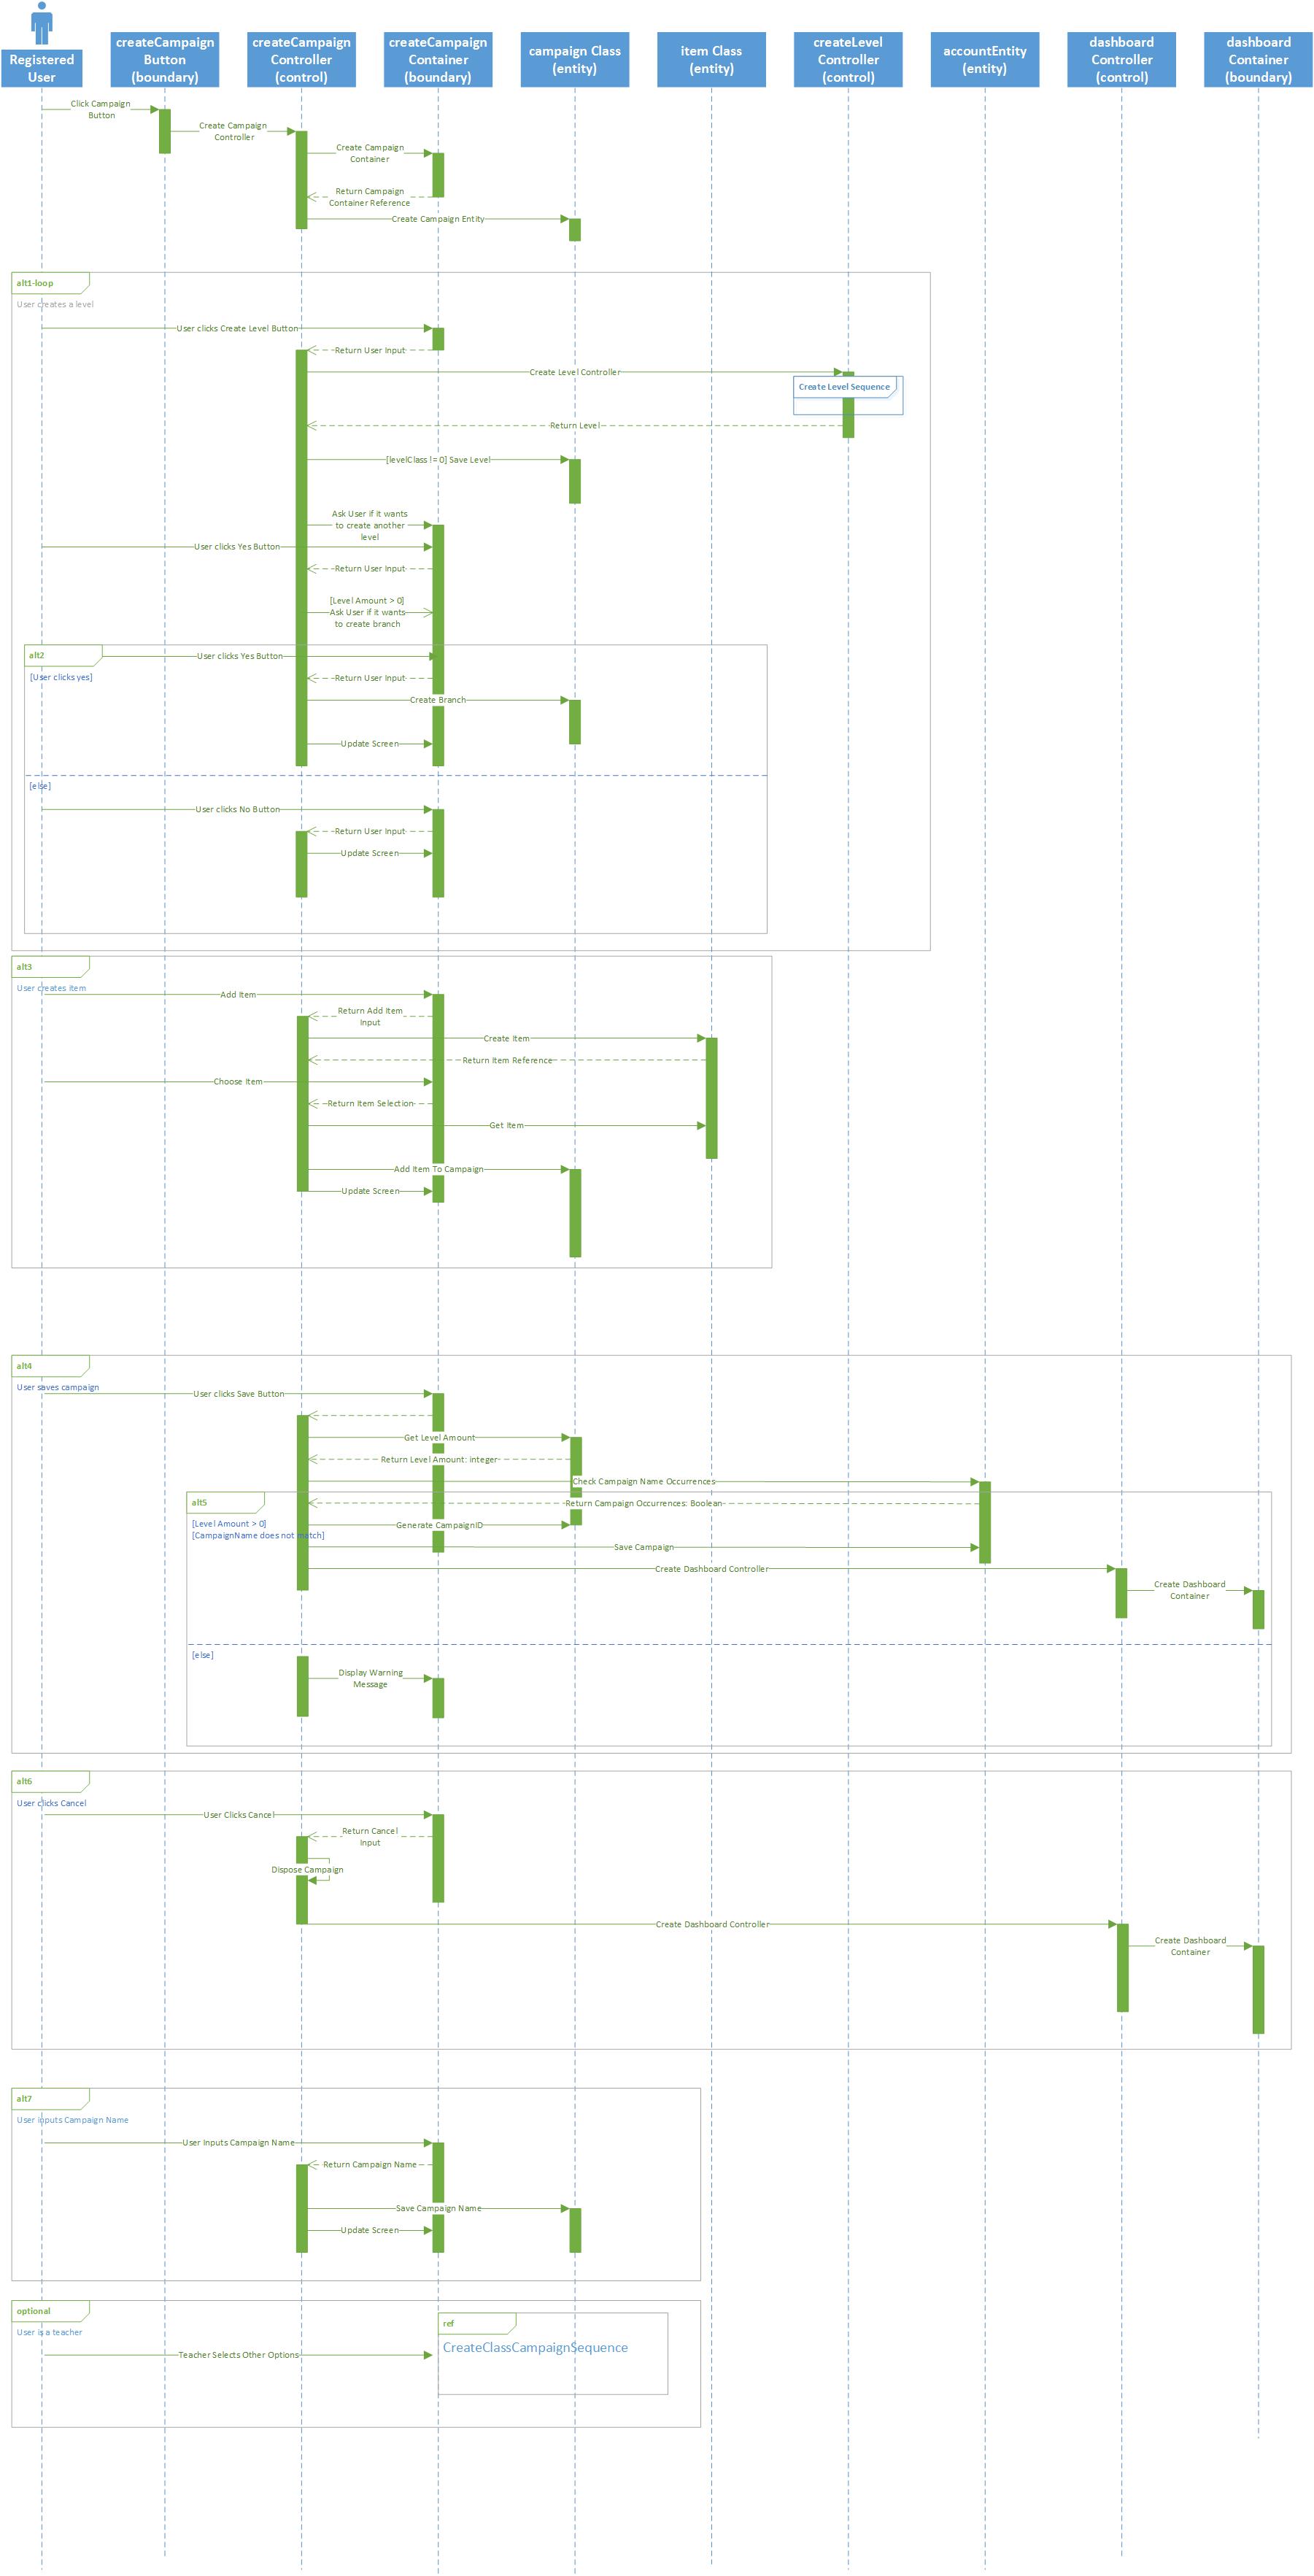 Registered
User
createCampaign
Button
(boundary)
createCampaign
Controller
(control)
createCampaign
Container
(boundary)
campaign Class
(entity)
item Class
(entity)
createLevel
Controller
(control)
accountEntity
(entity)
dashboard
Controller
(control)
dashboard
Container
(boundary)
Click Campaign
Button
Create Campaign
Controller
Create Campaign
Container
Return Campaign
Container Reference
Create Campaign Entity
alt1-loop
User creates a level
User clicks Create Level Button
Return User Input
Create Level Controller
Create Level Sequence
Return Level
[levelClass != 0] Save Level
Ask User if it wants
to create another
level
User clicks Yes Button
Return User Input
[Level Amount > 0]
Ask User if it wants
to create branch
alt2
User clicks Yes Button
[User clicks yes]
Return User Input
Create Branch
Update Screen
[else]
User clicks No Button
Return User Input
Update Screen
alt3
User creates item
Add Item
Return Add Item
Input
Create Item
Return Item Reference
Choose Item
Return Item Selection
Get Item
Add Item To Campaign
Update Screen
alt4
User saves campaign
User clicks Save Button
Get Level Amount
Return Level Amount: integer
Check Campaign Name Occurrences
alt5
Return Campaign Occurrences: Boolean
[Level Amount > 0]
Generate CampaignID
[CampaignName does not match]
Save Campaign
Create Dashboard Controller
Create Dashboard
Container
[else]
Display Warning
Message
alt6
User clicks Cancel
User Clicks Cancel
Return Cancel
Input
Dispose Campaign
Create Dashboard Controller
Create Dashboard
Container
alt7
User inputs Campaign Name
User Inputs Campaign Name
Return Campaign Name
Save Campaign Name
Update Screen
optional
User is a teacher
ref
CreateClassCampaignSequence
Teacher Selects Other Options